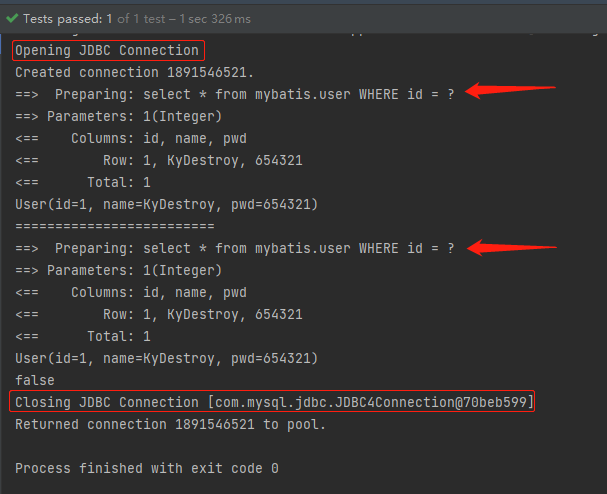 Tests passed: 1 of 1 test – 1 sec 326 ms
Opening JDBC Connection
Created connection 1891546521.
==>  Preparing: select * from mybatis.user WHERE id = ?
==> Parameters: 1(Integer)
<==    Columns: id, name, pwd
<==        Row: 1, KyDestroy, 654321
<==      Total: 1
User(id=1, name=KyDestroy, pwd=654321)
=========================
==>  Preparing: select * from mybatis.user WHERE id = ?
==> Parameters: 1(Integer)
<==    Columns: id, name, pwd
<==        Row: 1, KyDestroy, 654321
<==      Total: 1
User(id=1, name=KyDestroy, pwd=654321)
false
Closing JDBC Connection [com.mysql.jdbc.JDBC4Connection@70beb599]
Returned connection 1891546521 to pool.
Process finished with exit code 0